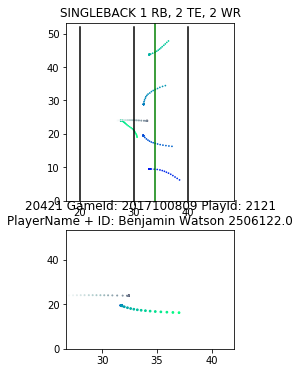 SINGLEBACK 1 RB, 2 TE, 2 WR
50
40
30
20
10
0
20 30 40
20421 GameId: 2017100809 PlayId: 2121
PlayerName + ID: Benjamin Watson 2506122.0
40
20
0
30 35 40